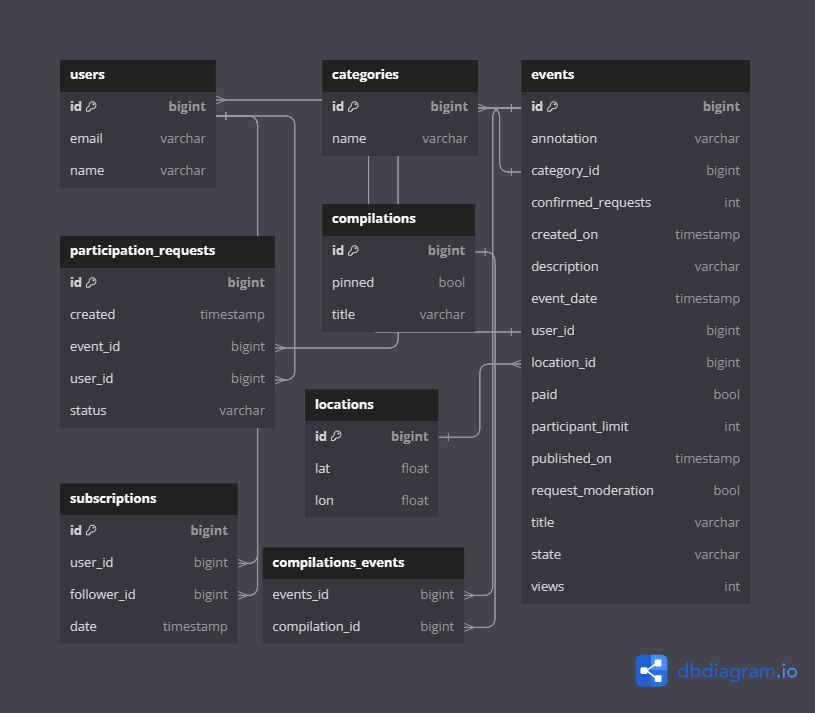 users
id bigint
email varchar
name varchar
categories
id bigint
name varchar
events
id bigint
annotation varchar
category_id bigint
confirmed_requests int
created_on timestamp
description varchar
event_date timestamp
user_id bigint
location_id bigint
paid bool
participant_limit int
published_on timestamp
request_moderation bool
title varchar
state varchar
views int
compilations
id bigint
pinned bool
title varchar
participation_requests
id bigint
created timestamp
event_id bigint
user_id bigint
status varchar
locations
id bigint
lat float
lon float
subscriptions
id bigint
user_id bigint
follower_id bigint
date timestamp
compilations_events
events_id bigint
compilation_id bigint
dbdiagram.io